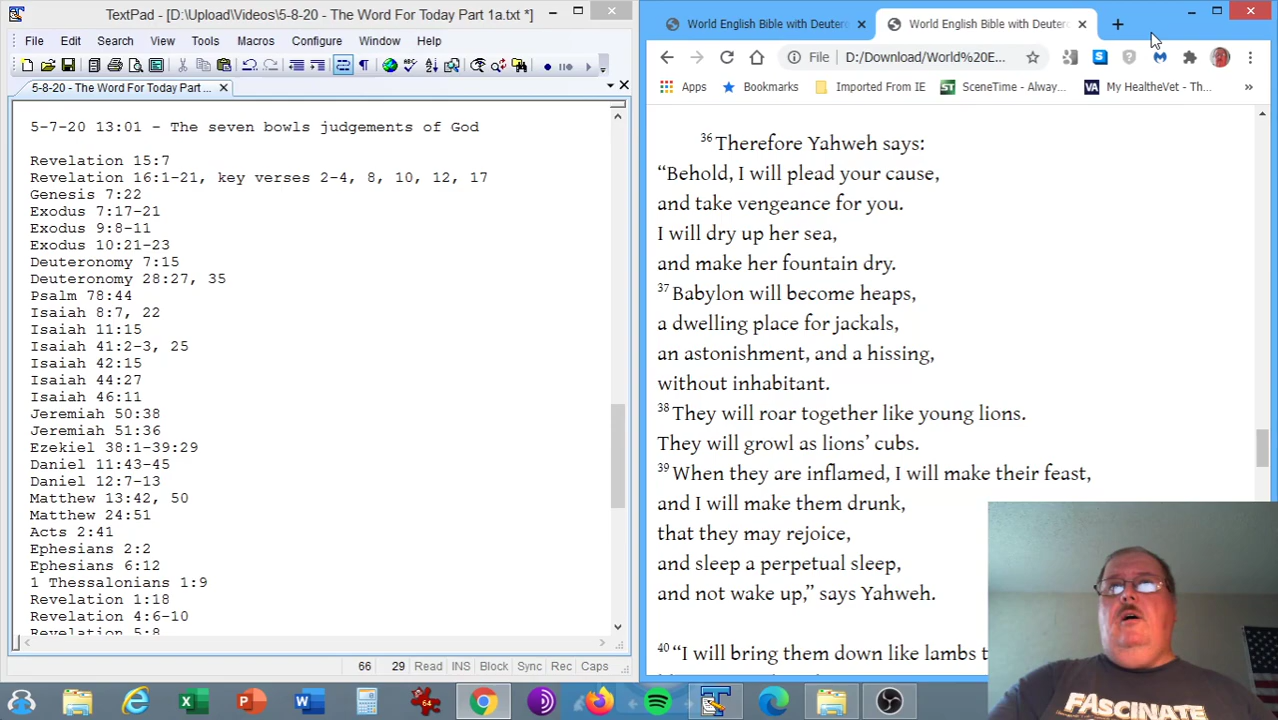 TextPad - [D:\Upload\Videos\5-8-20 - The Word For Today Part 1a.txt *]
File Edit Search View Tools Macros Configure Window Help
5-8-20 - The Word For Today Part ...
5-7-20 13:01 - The seven bowls judgements of God
Revelation 15:7
Revelation 16:1-21, key verses 2-4, 8, 10, 12, 17
Genesis 7:22
Exodus 7:17-21
Exodus 9:8-11
Exodus 10:21-23
Deuteronomy 7:15
Deuteronomy 28:27, 35
Psalm 78:44
Isaiah 8:7, 22
Isaiah 11:15
Isaiah 41:2-3, 25
Isaiah 42:15
Isaiah 44:27
Isaiah 46:11
Jeremiah 50:38
Jeremiah 51:36
Ezekiel 38:1-39:29
Daniel 11:43-45
Daniel 12:7-13
Matthew 13:42, 50
Matthew 24:51
Acts 2:41
Ephesians 2:2
Ephesians 6:12
1 Thessalonians 1:9
Revelation 1:18
Revelation 4:6-10
Revelation 5:8
66 29 Read INS Block Sync Rec Caps
World English Bible with Deutero
World English Bible with Deutero
File D:/Download/World%20E...
Apps Bookmarks Imported From IE ST SceneTime - Alway... VA My HealtheVet - Th... »
36 Therefore Yahweh says:
“Behold, I will plead your cause,
and take vengeance for you.
I will dry up her sea,
and make her fountain dry.
37 Babylon will become heaps,
a dwelling place for jackals,
an astonishment, and a hissing,
without inhabitant.
38 They will roar together like young lions.
They will growl as lions’ cubs.
39 When they are inflamed, I will make their feast,
and I will make them drunk,
that they may rejoice,
and sleep a perpetual sleep,
and not wake up,” says Yahweh.
40 “I will bring them down like lambs t
FASCINATE
64